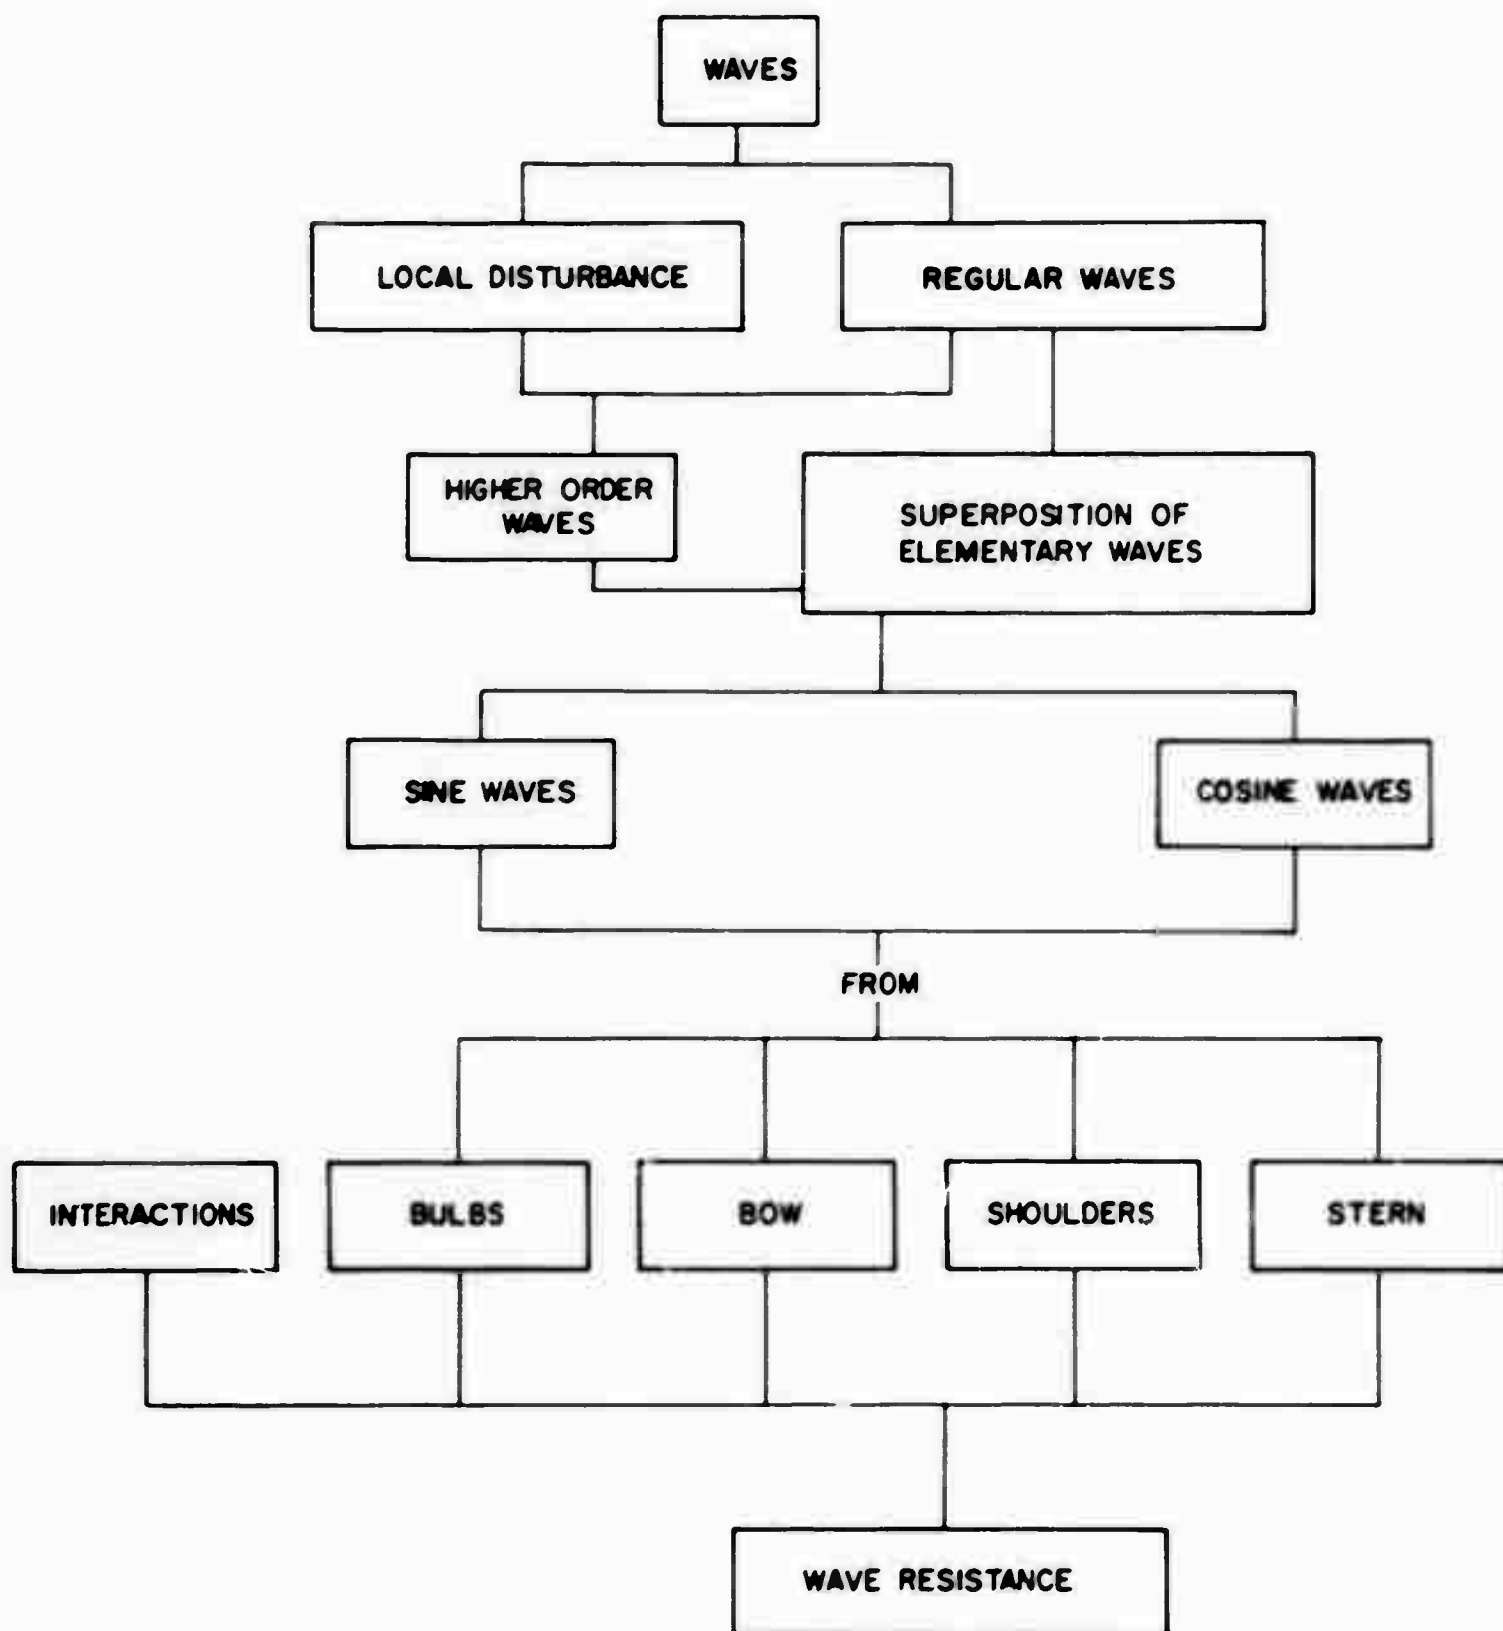 WAVES
LOCAL DISTURBANCE
REGULAR WAVES
HIGHER ORDER
WAVES
SUPERPOSITION OF
ELEMENTARY WAVES
SINE WAVES
COSINE WAVES
FROM
INTERACTIONS
BULBS
BOW
SHOULDERS
STERN
WAVE RESISTANCE